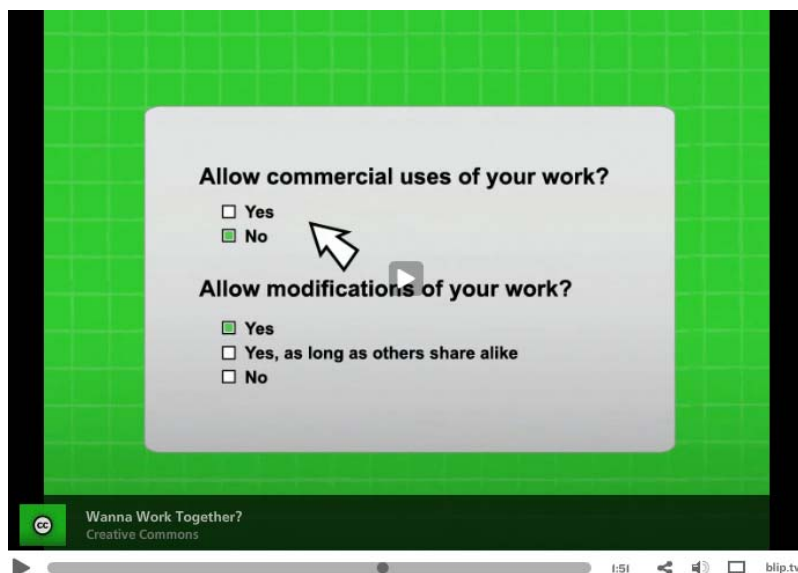 Allow commercial uses of your work?
Yes
No
Allow modifications of your work?
Yes
Yes, as long as others share alike
No
cc
Wanna Work Together?
Creative Commons
1:51
blip.tv